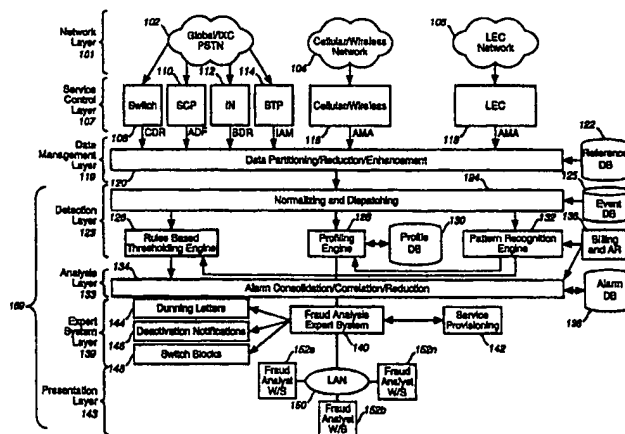 Network
Layer
101
102
Global/IXC
PSTN
Cellular/Wireless
Network
104
LEC
Network
106
Service
Control
Layer
107
110
112
114
Switch
SCP
IN
STP
Cellular/Wireless
LEC
108
CDR
ADF
BDR
IAM
116
AMA
118
AMA
122
Reference
DB
Data
Management
Layer
119
Data Partitioning/Reduction/Enhancement
120
124
125
Event
DB
Normalizing and Dispatching
Detection
Layer
123
126
128
130
132
136
Rules Based
Thresholding Engine
Profiling
Engine
Profile
DB
Pattern Recognition
Engine
Billing
and AR
Analysis
Layer
133
134
Alarm Consolidation/Correlation/Reduction
Alarm DB
138
139
Expert
System
Layer
139
144
Dunning Letters
146
Deactivation Notifications
148
Switch Blocks
Fraud Analysis
Expert System
140
Service
Provisioning
142
Presentation
Layer
143
152a
Fraud
Analyst
W/S
LAN
150
152n
Fraud
Analyst
W/S
Fraud
Analyst
W/S
152b